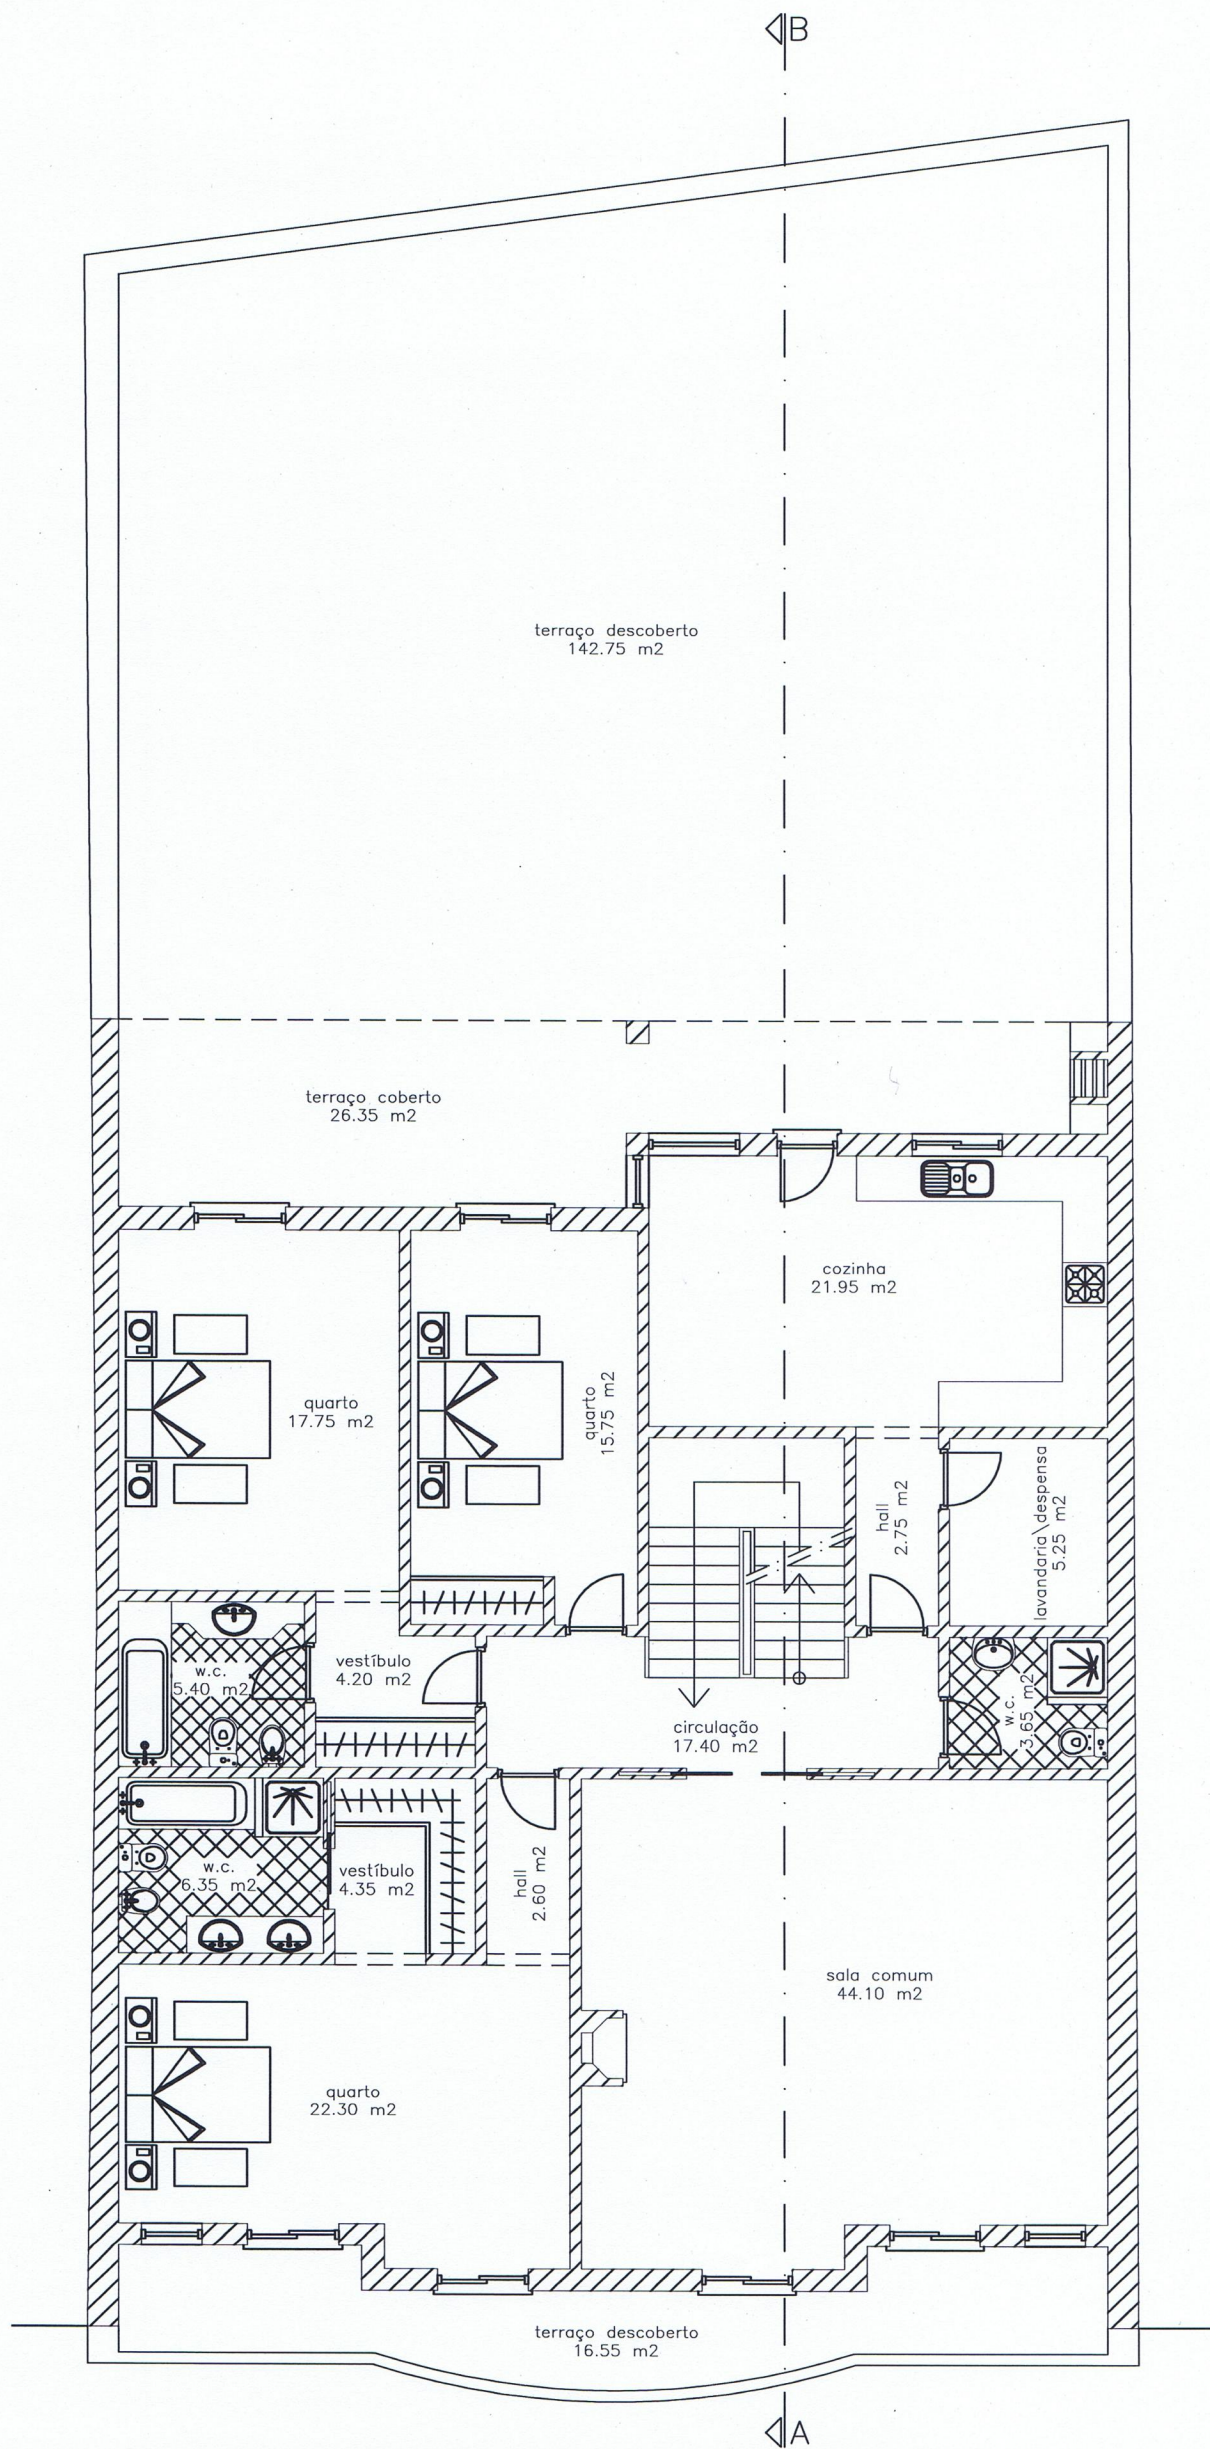 B
terraço descoberto
142.75 m2
terraço coberto
26.35 m2
cozinha
21.95 m2
quarto
17.75 m2
quarto
15.75 m2
hall
2.75 m2
lavandaria\despensa
5.25 m2
w.c.
5.40 m2
vestíbulo
4.20 m2
w.c.
3.65 m2
circulação
17.40 m2
w.c.
6.35 m2
vestíbulo
4.35 m2
hall
2.60 m2
sala comum
44.10 m2
quarto
22.30 m2
terraço descoberto
16.55 m2
A